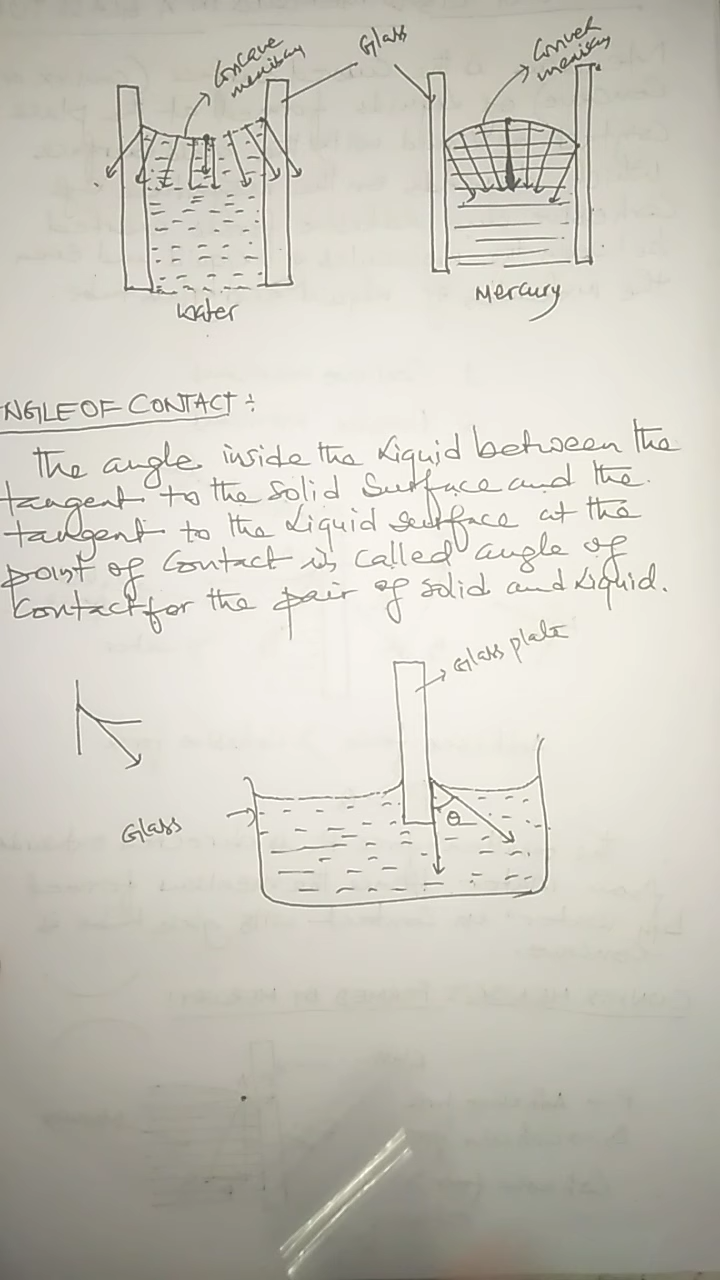 Concave meniscus
Glass
Convex meniscus
Water
Mercury
NGLE OF CONTACT :
The angle inside the Liquid between the
tangent to the solid Surface and the
tangent to the Liquid surface at the
point of Contact is called angle of
Contact for the pair of solid and Liquid.
Glass plate
Glass
θ